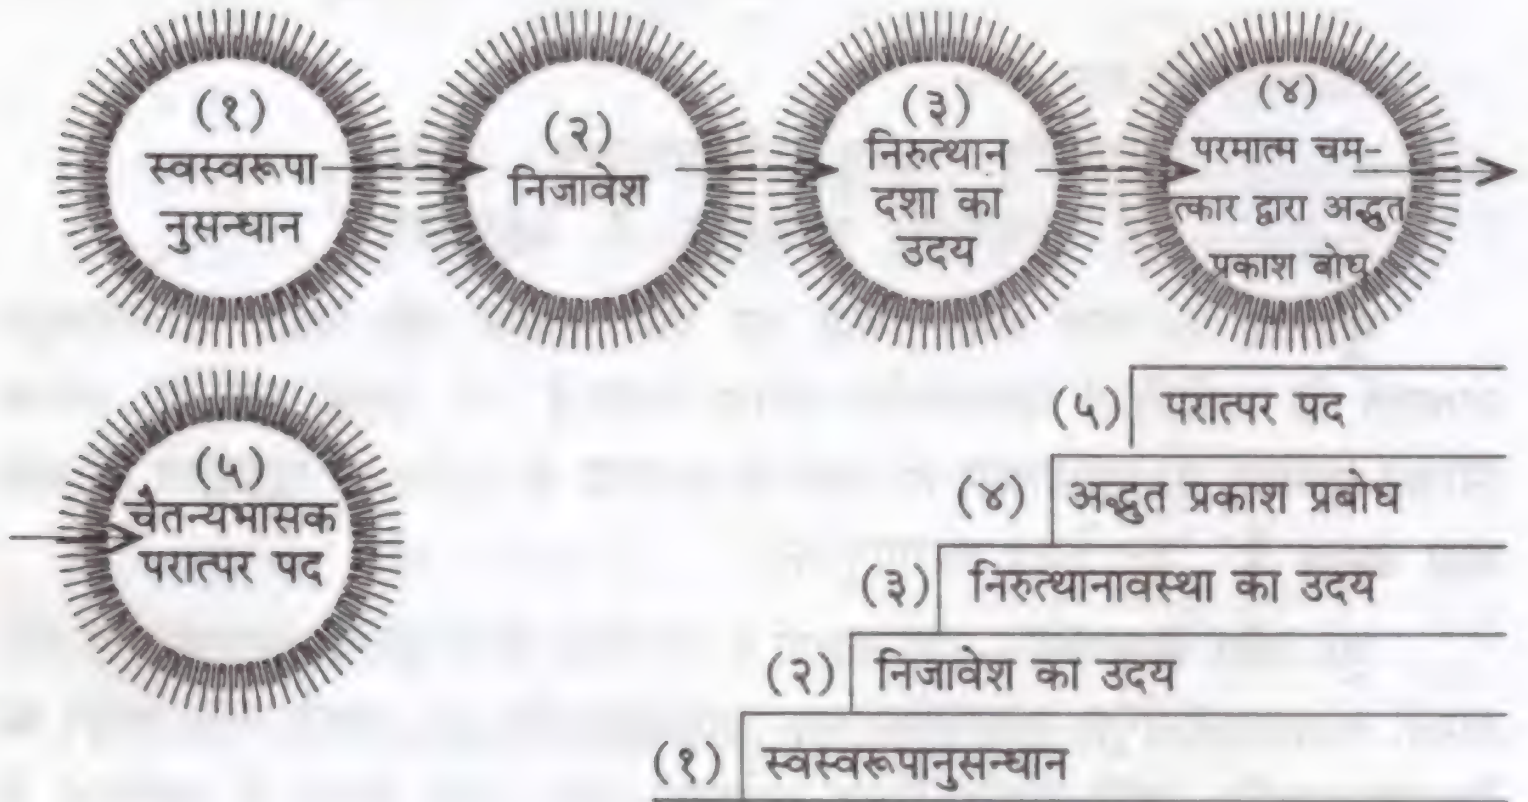 (१)
स्वस्वरूपा
नुसन्धान
(२)
निजावेश
(३)
निरुत्थान
दशा का
उदय
(४)
परमात्म चम-
त्कार द्वारा अद्भुत
प्रकाश बोध
(५)
चैतन्यभासक
परात्पर पद
(५) परात्पर पद
(४) अद्भुत प्रकाश प्रबोध
(३) निरुत्थानावस्था का उदय
(२) निजावेश का उदय
(१) स्वस्वरूपानुसन्धान